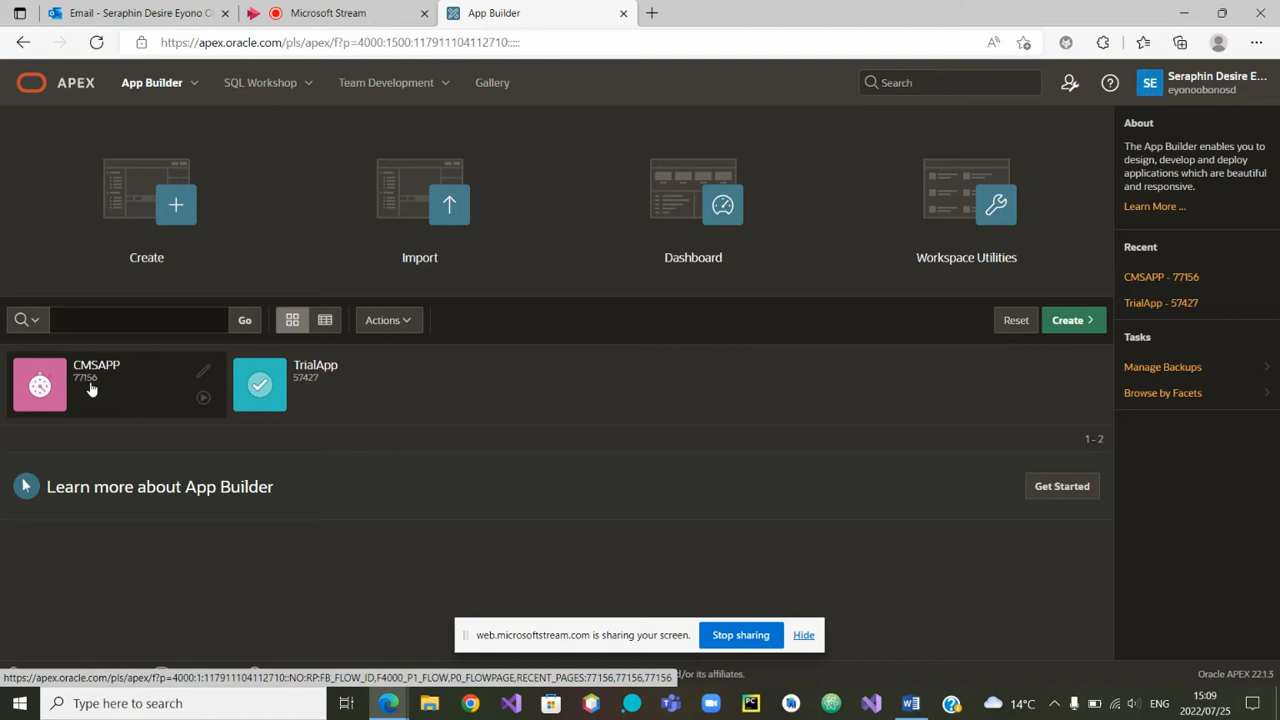 Email - Seraphin Desire Eyono O
Microsoft Stream
App Builder
https://apex.oracle.com/pls/apex/f?p=4000:1500:117911104112710:::::
APEX
App Builder
SQL Workshop
Team Development
Gallery
Search
SE
Seraphin Desire E...
eyonoobonosd
Create
Import
Dashboard
Workspace Utilities
About
The App Builder enables you to
design, develop and deploy
applications which are beautiful
and responsive.
Learn More ...
Recent
CMSAPP - 77156
TrialApp - 57427
Tasks
Manage Backups
Browse by Facets
Go
Actions
Reset
Create
CMSAPP
77156
TrialApp
57427
1 - 2
Learn more about App Builder
Get Started
web.microsoftstream.com is sharing your screen.
Stop sharing
Hide
https://apex.oracle.com/pls/apex/f?p=4000:1:117911104112710::NO:RP:FB_FLOW_ID,F4000_P1_FLOW,P0_FLOWPAGE,RECENT_PAGES:77156,77156,77156
d/or its affiliates.
Oracle APEX 22.1.3
Type here to search
14°C
ENG
15:09
2022/07/25